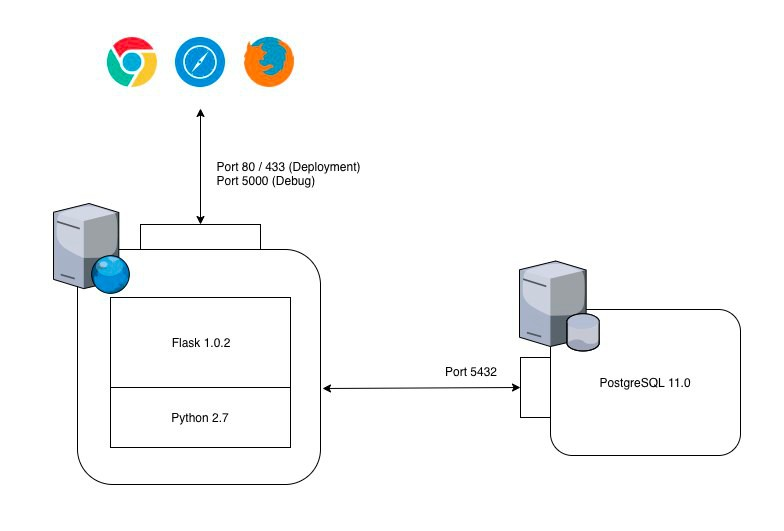 Port 80 / 433 (Deployment)
Port 5000 (Debug)
Flask 1.0.2
Python 2.7
Port 5432
PostgreSQL 11.0